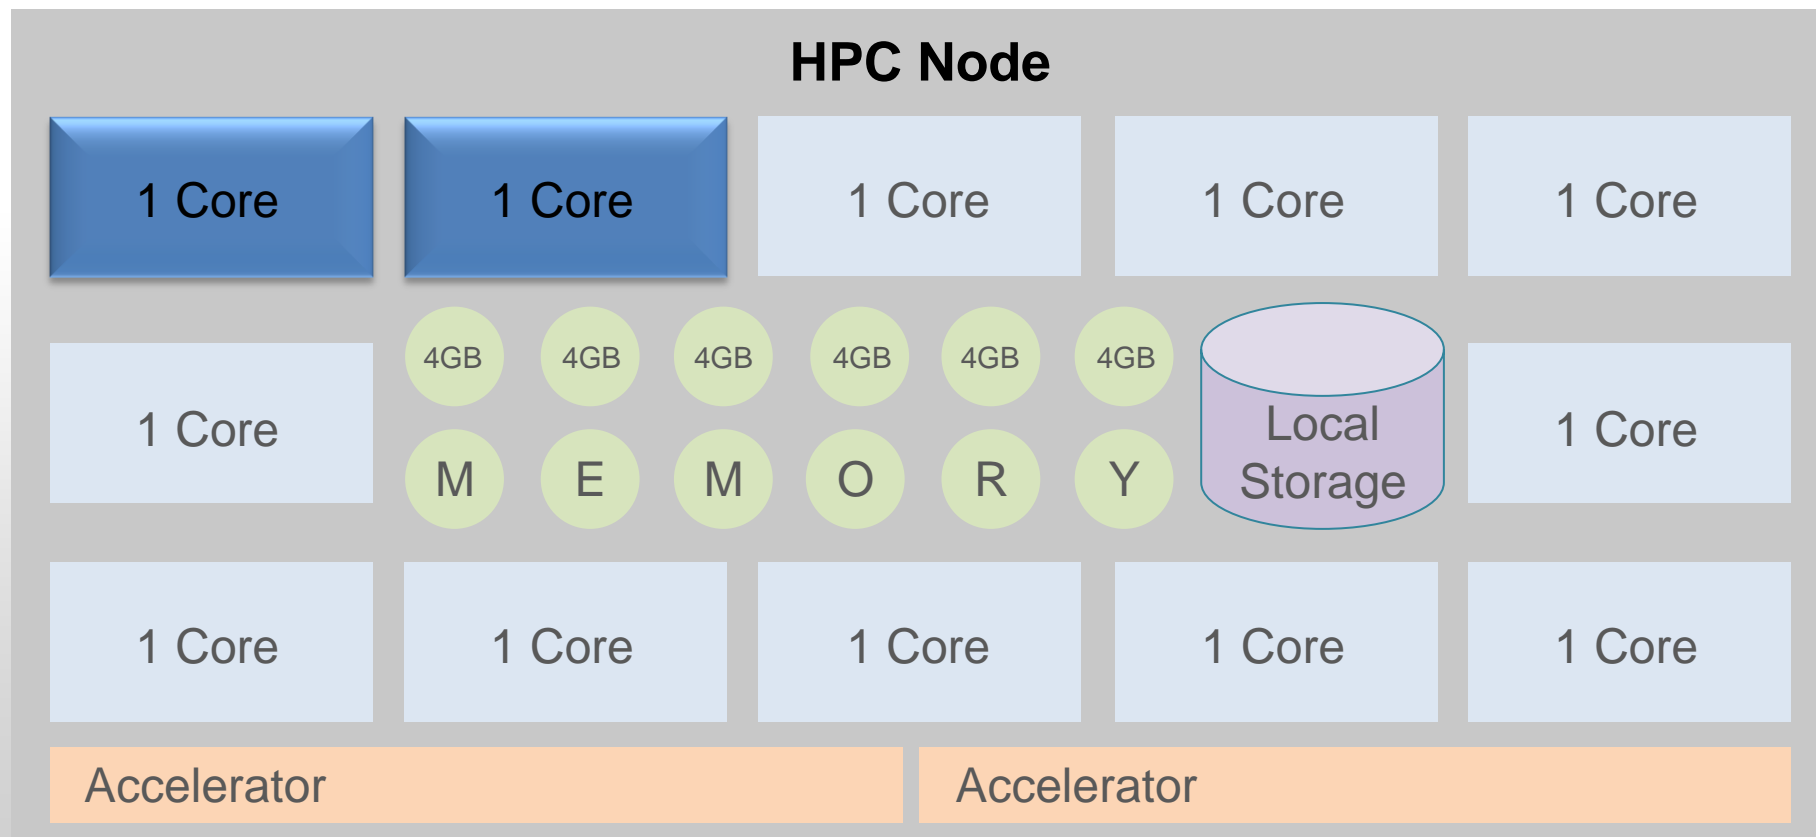 HPC Node
1 Core 1 Core 1 Core 1 Core 1 Core
4GB 4GB 4GB 4GB 4GB 4GB
1 Core
M E M O R Y
Local
Storage
1 Core
1 Core 1 Core 1 Core 1 Core 1 Core
Accelerator Accelerator